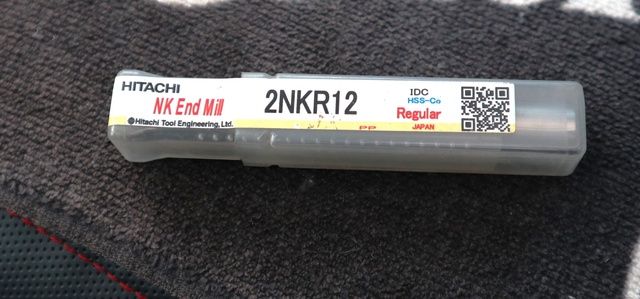 HITACHI
NK End Mill
Hitachi Tool Engineering, Ltd.
2NKR12
IDC
HSS-Co
Regular
JAPAN
PP